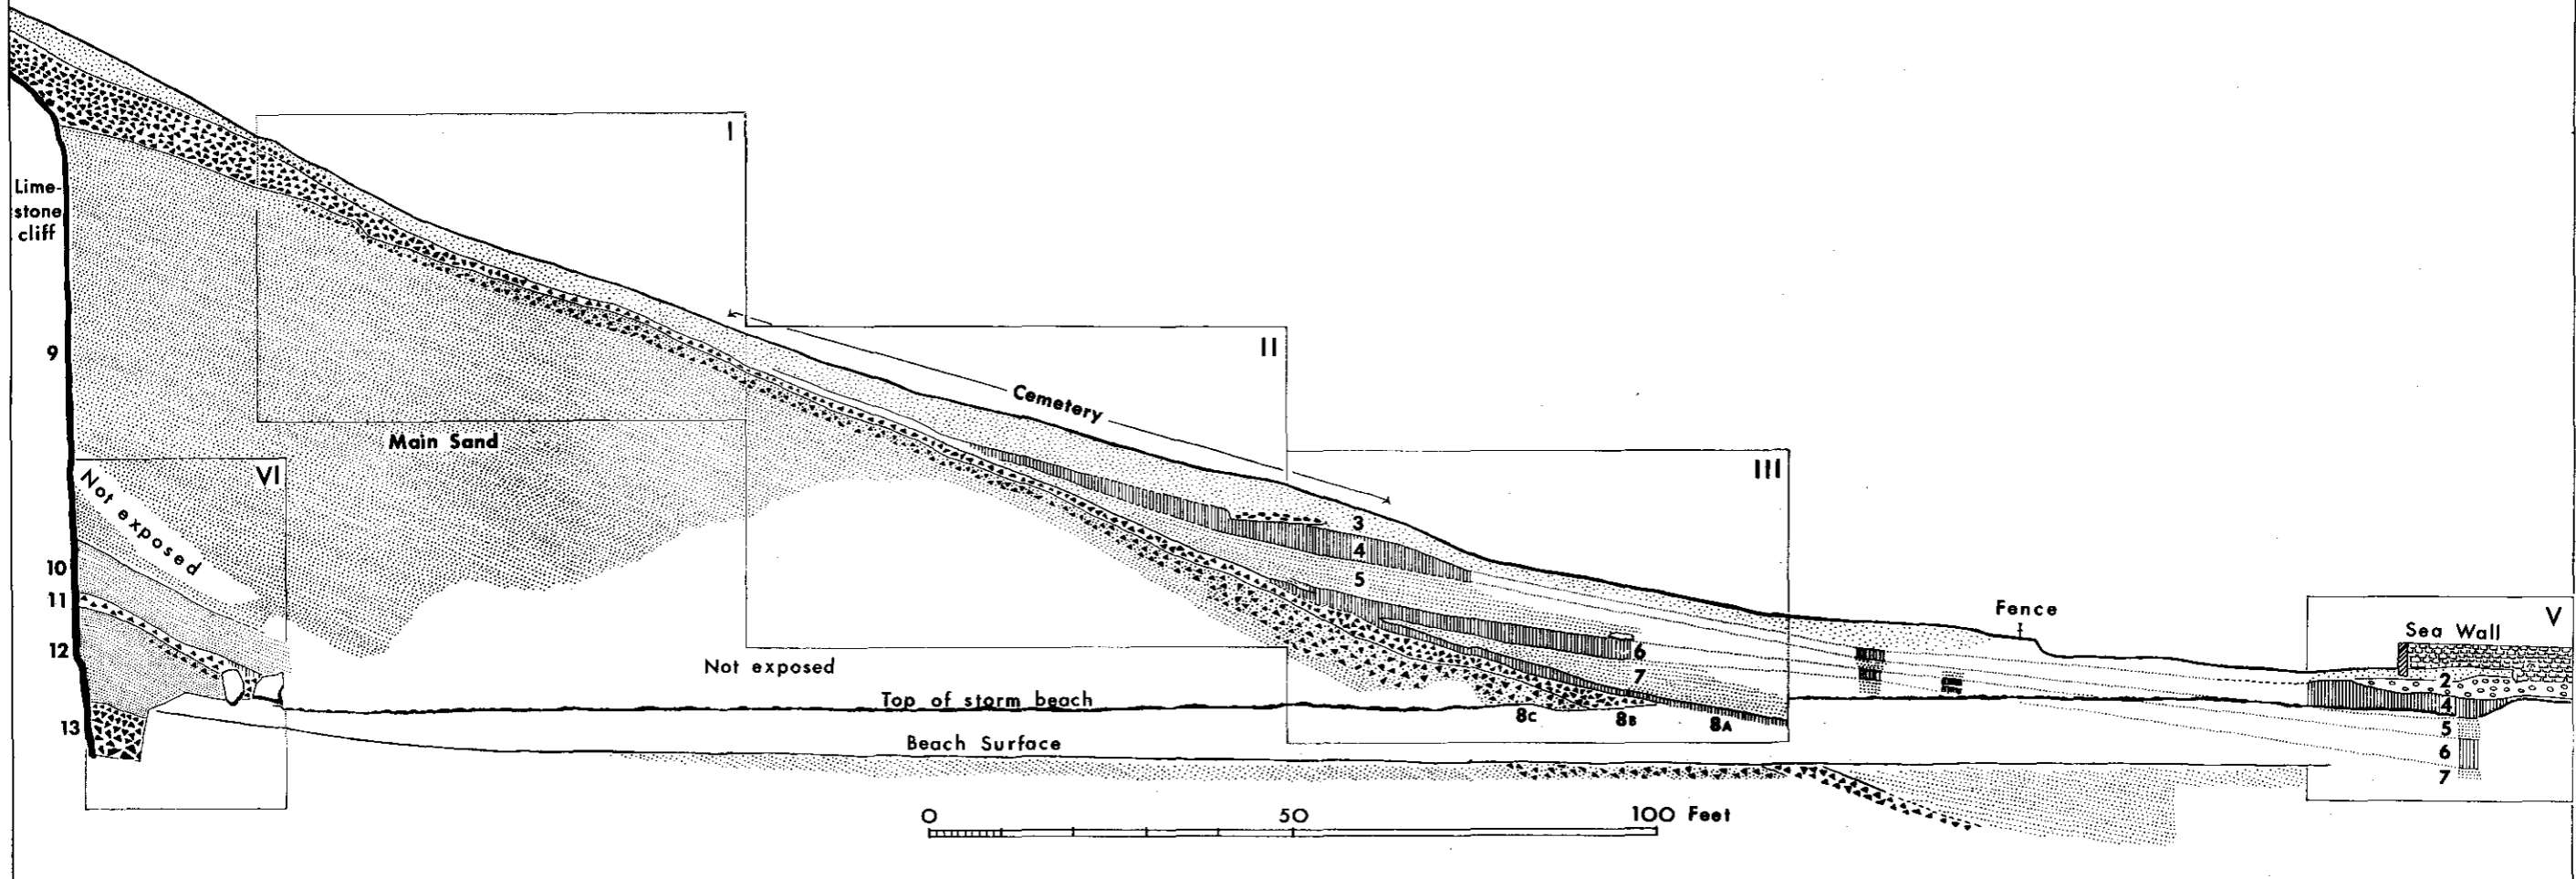 I
Lime-
stone
cliff
II
9
Cemetery
Main Sand
VI
III
Not exposed
3
4
5
10
11
Fence
V
Sea Wall
12
6
7
Not exposed
2
4
5
6
7
Top of storm beach
8C
8B
8A
13
Beach Surface
0 50 100 Feet